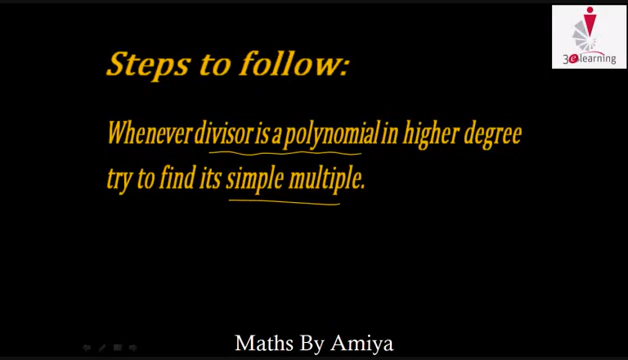 3e learning
Steps to follow:
Whenever divisor is a polynomial in higher degree
try to find its simple multiple.
Maths By Amiya